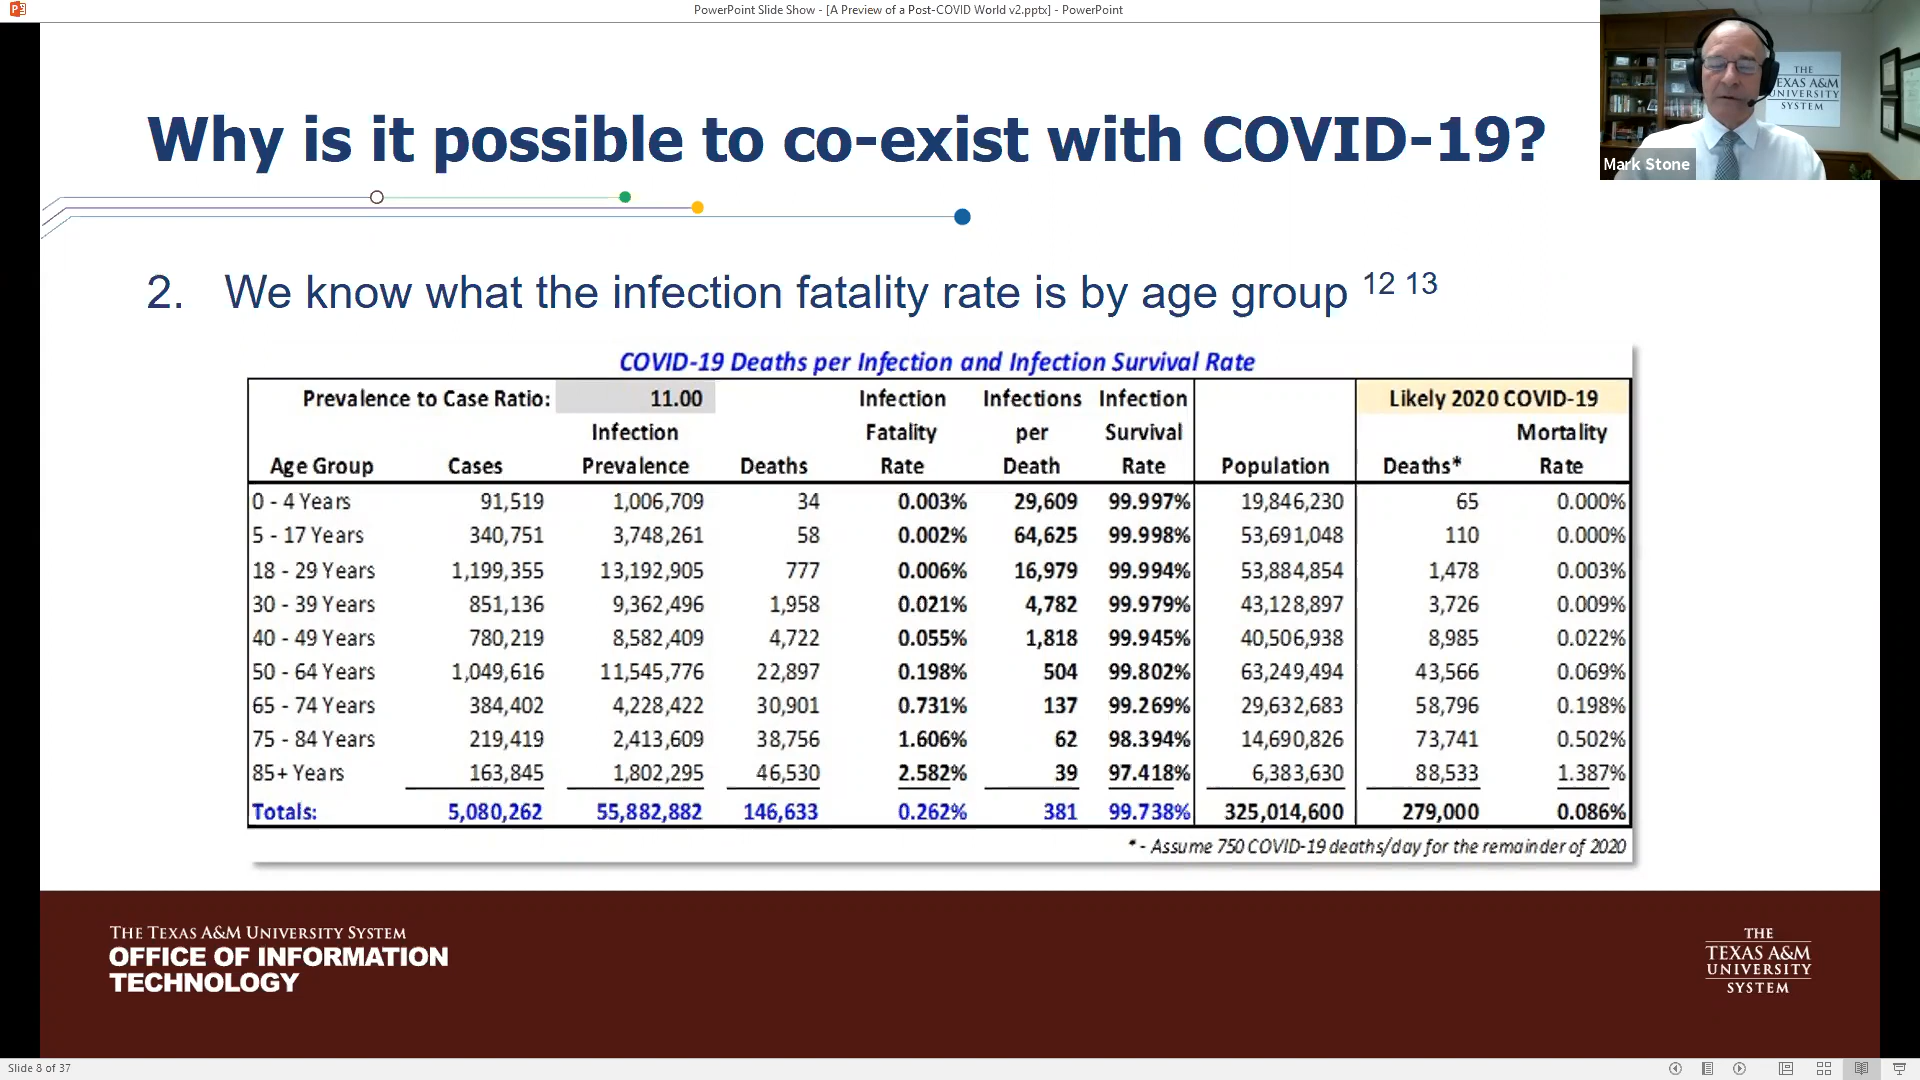 PowerPoint Slide Show - [A Preview of a Post-COVID World v2.pptx] - PowerPoint
Why is it possible to co-exist with COVID-19?
THE
TEXAS A&M
UNIVERSITY
SYSTEM
Mark Stone
2. We know what the infection fatality rate is by age group 12 13
COVID-19 Deaths per Infection and Infection Survival Rate
Prevalence to Case Ratio: 11.00 Infection Infections Infection Likely 2020 COVID-19
Infection Fatality per Survival Mortality
Age Group Cases Prevalence Deaths Rate Death Rate Population Deaths* Rate
0 - 4 Years 91,519 1,006,709 34 0.003% 29,609 99.997% 19,846,230 65 0.000%
5 - 17 Years 340,751 3,748,261 58 0.002% 64,625 99.998% 53,691,048 110 0.000%
18 - 29 Years 1,199,355 13,192,905 777 0.006% 16,979 99.994% 53,884,854 1,478 0.003%
30 - 39 Years 851,136 9,362,496 1,958 0.021% 4,782 99.979% 43,128,897 3,726 0.009%
40 - 49 Years 780,219 8,582,409 4,722 0.055% 1,818 99.945% 40,506,938 8,985 0.022%
50 - 64 Years 1,049,616 11,545,776 22,897 0.198% 504 99.802% 63,249,494 43,566 0.069%
65 - 74 Years 384,402 4,228,422 30,901 0.731% 137 99.269% 29,632,683 58,796 0.198%
75 - 84 Years 219,419 2,413,609 38,756 1.606% 62 98.394% 14,690,826 73,741 0.502%
85+ Years 163,845 1,802,295 46,530 2.582% 39 97.418% 6,383,630 88,533 1.387%
Totals: 5,080,262 55,882,882 146,633 0.262% 381 99.738% 325,014,600 279,000 0.086%
* - Assume 750 COVID-19 deaths/day for the remainder of 2020
THE TEXAS A&M UNIVERSITY SYSTEM
OFFICE OF INFORMATION
TECHNOLOGY
THE
TEXAS A&M
UNIVERSITY
SYSTEM
Slide 8 of 37